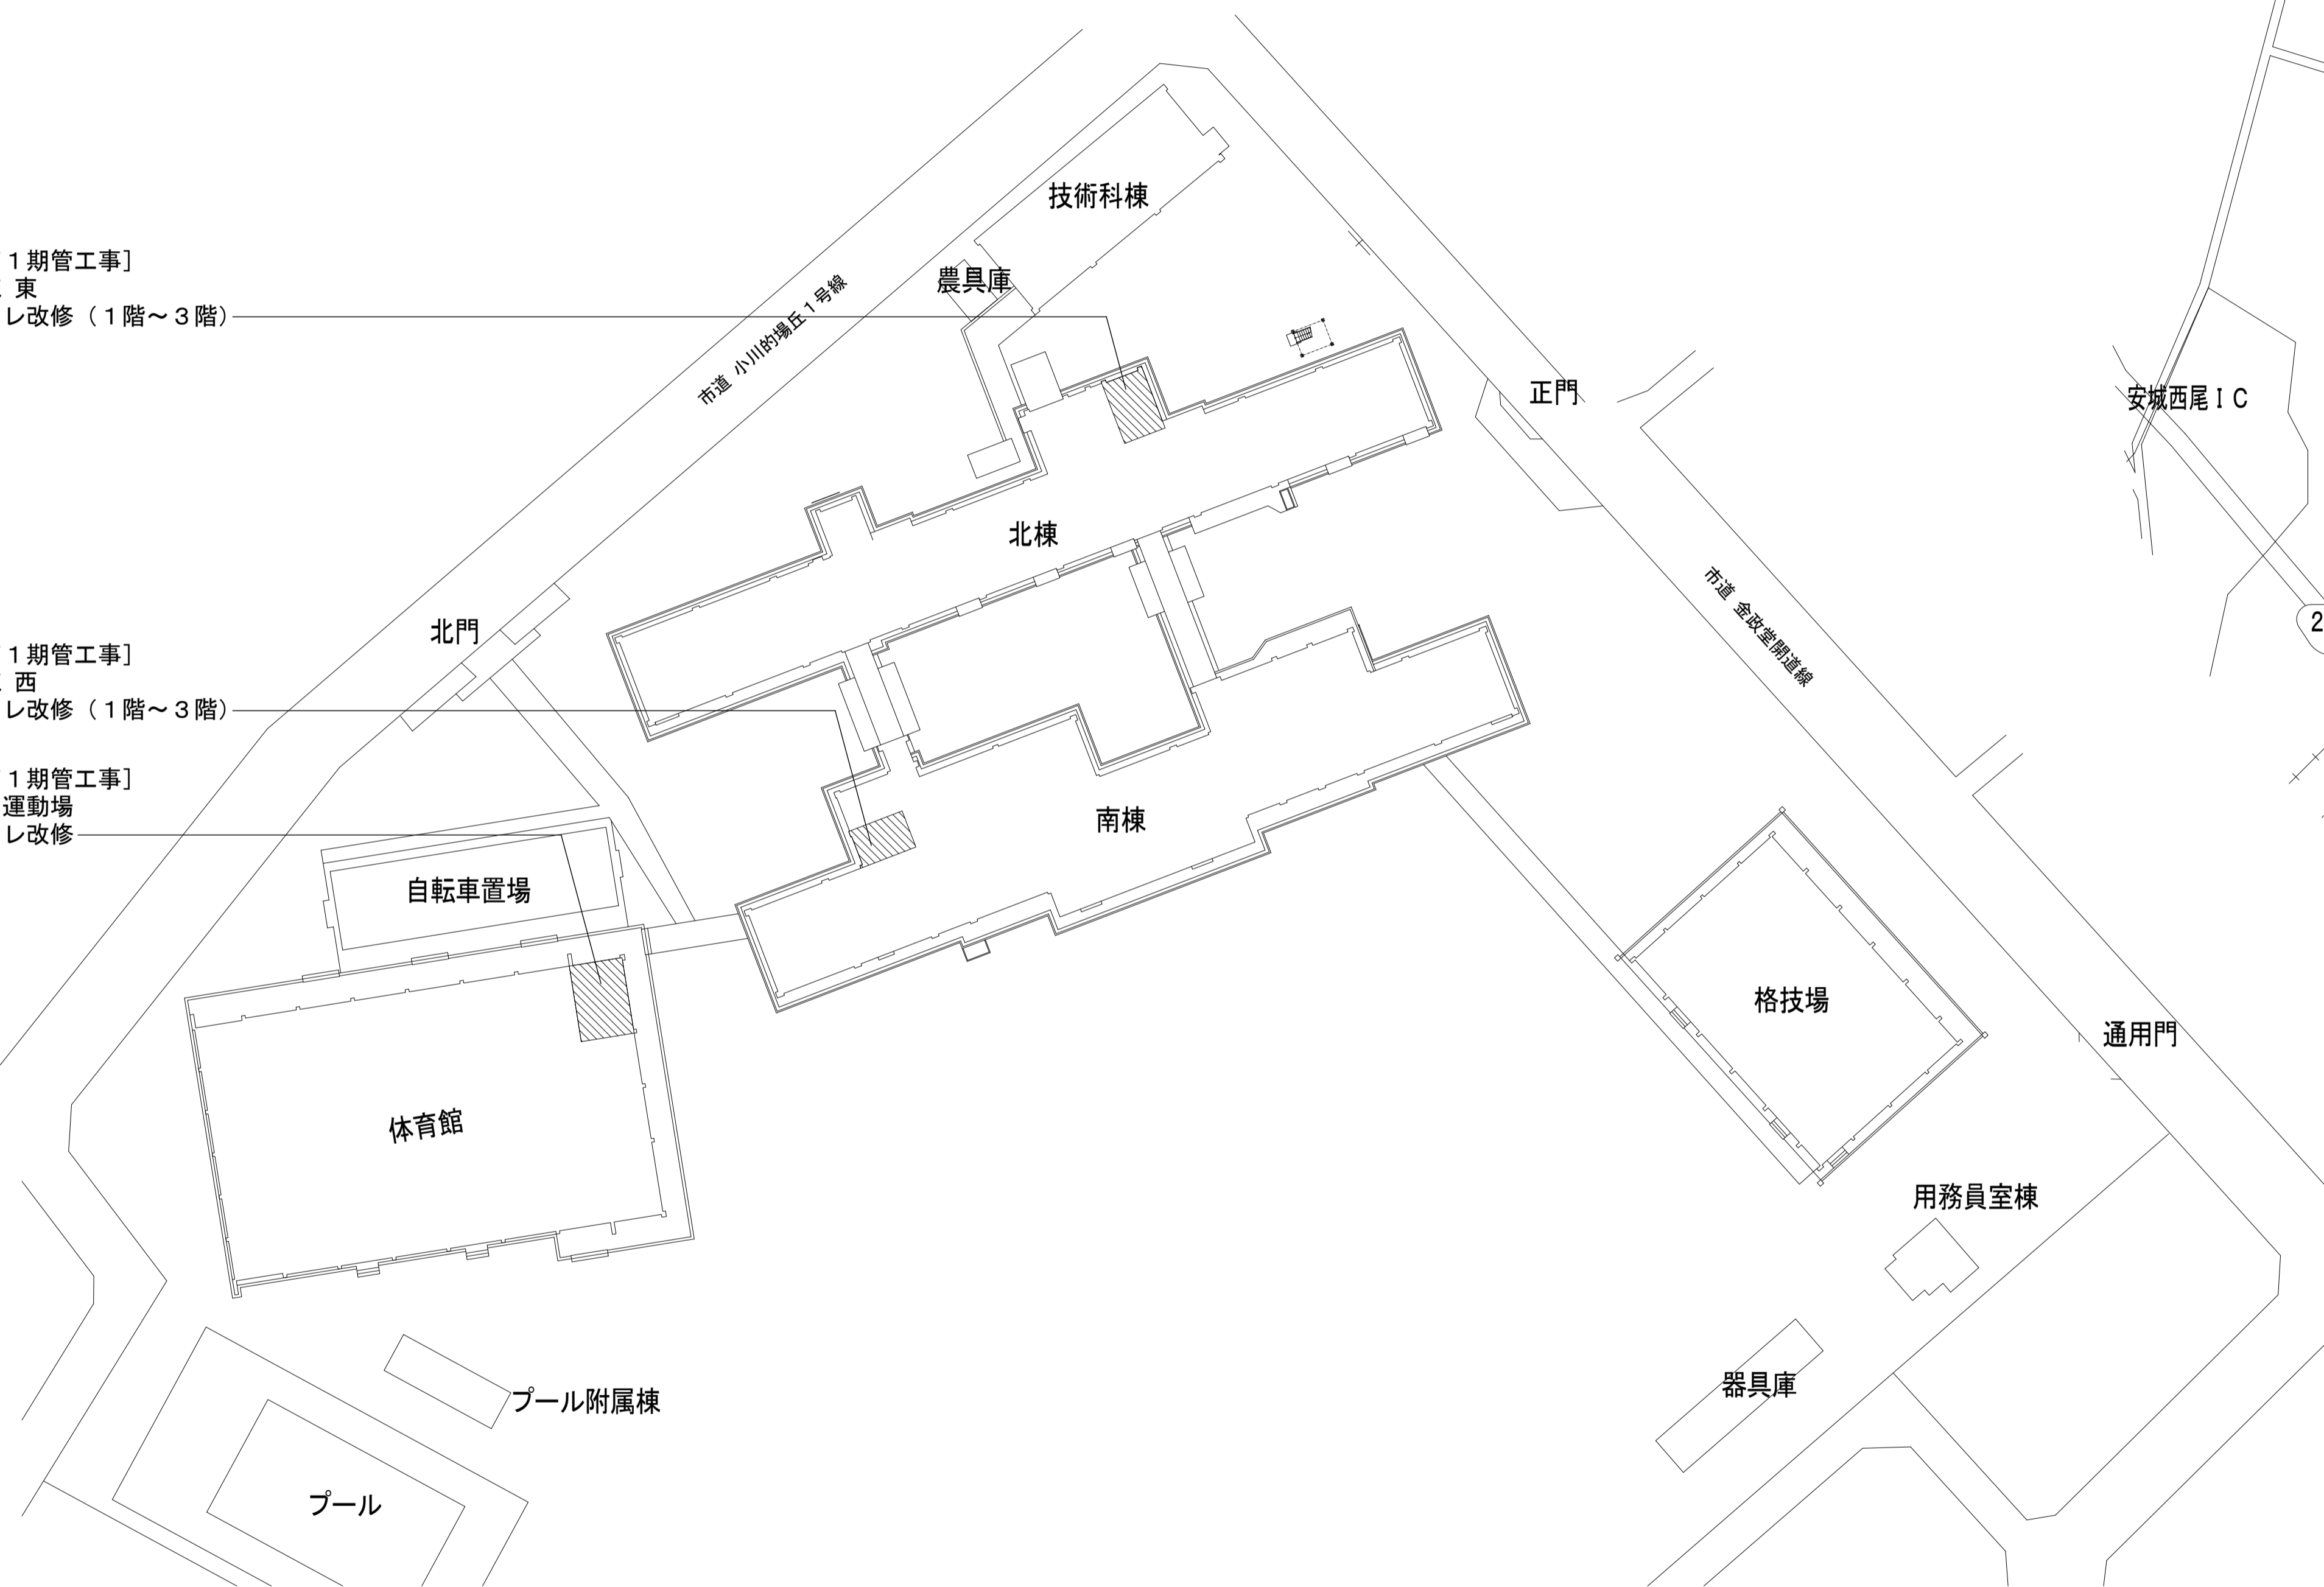 技術科棟
１期管工事］
東
農具庫
レ改修（１階～３階）
市道 小川的場丘１号線
正門
安城西尾ＩＣ
北棟
市道 金政堂開道線
2
北門
１期管工事］
西
レ改修（１階～３階）
１期管工事］
運動場
レ改修
南棟
自転車置場
格技場
通用門
体育館
用務員室棟
器具庫
プール附属棟
プール